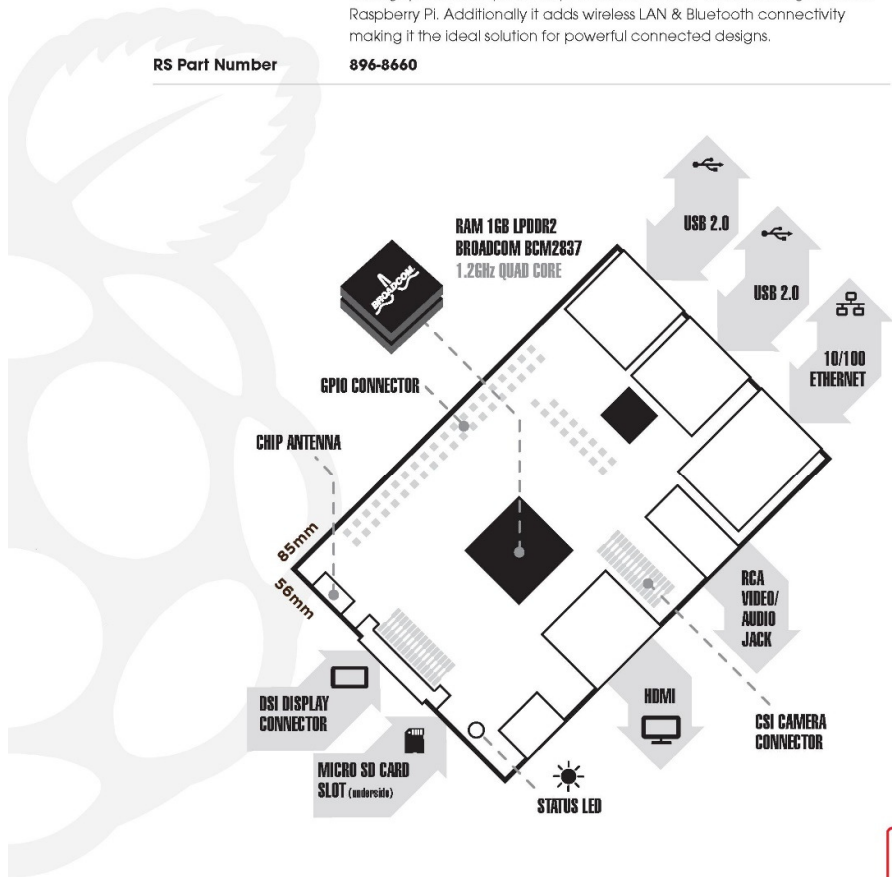 Raspberry Pi. Additionally it adds wireless LAN & Bluetooth connectivity
making it the ideal solution for powerful connected designs.
RS Part Number 896-8660
RAM 1GB LPDDR2
BROADCOM BCM2837
1.2GHz QUAD CORE
BROADCOM
USB 2.0
USB 2.0
10/100
ETHERNET
GPIO CONNECTOR
CHIP ANTENNA
85mm
56mm
RCA
VIDEO/
AUDIO
JACK
DSI DISPLAY
CONNECTOR
HDMI
CSI CAMERA
CONNECTOR
MICRO SD CARD
SLOT (underside)
STATUS LED